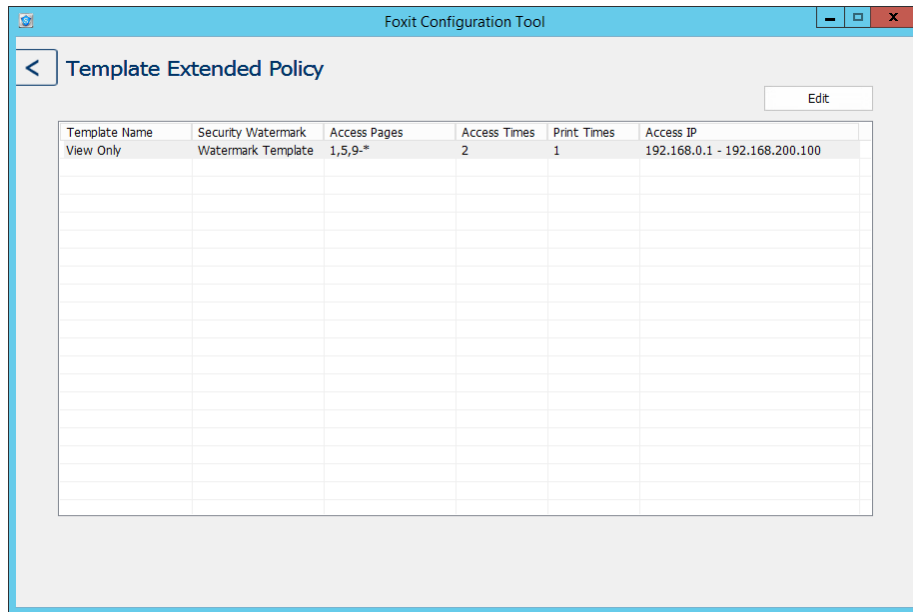 Foxit Configuration Tool
<
Template Extended Policy
Edit
Template Name Security Watermark Access Pages Access Times Print Times Access IP
View Only Watermark Template 1,5,9-* 2 1 192.168.0.1 - 192.168.200.100